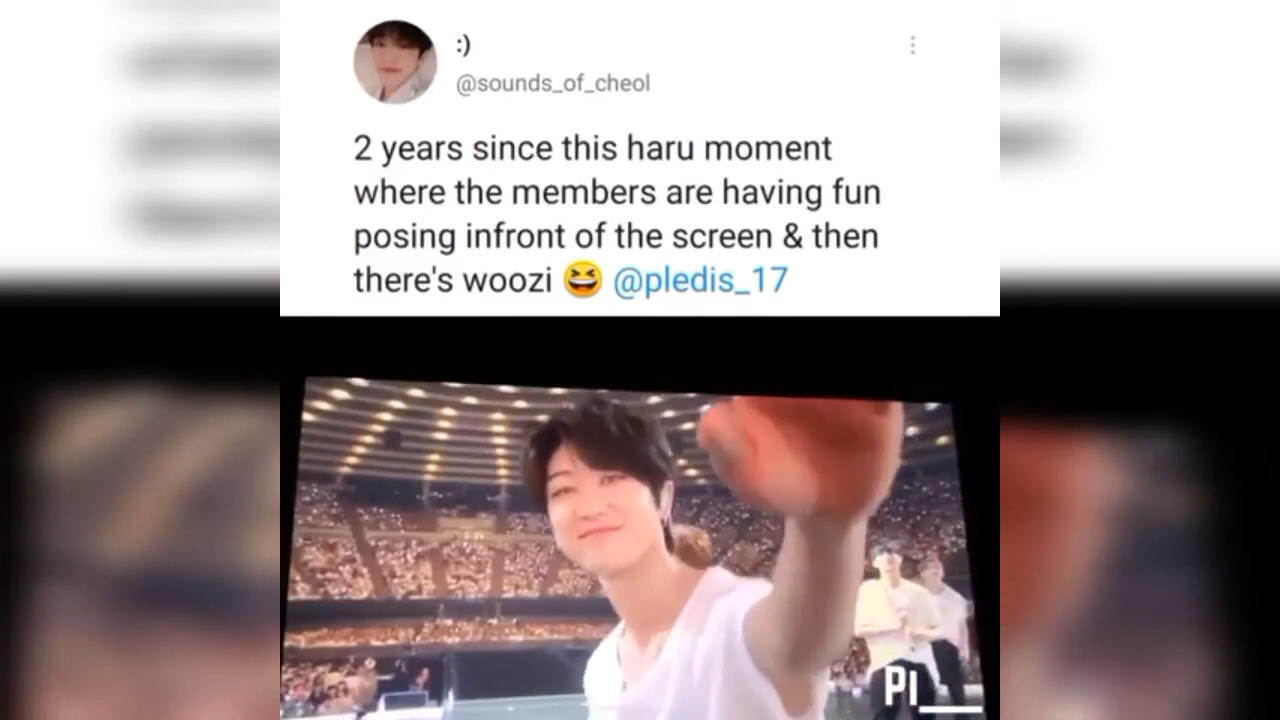 :)
@sounds_of_cheol
2 years since this haru moment
where the members are having fun
posing infront of the screen & then
there's woozi 😆 @pledis_17
PI__